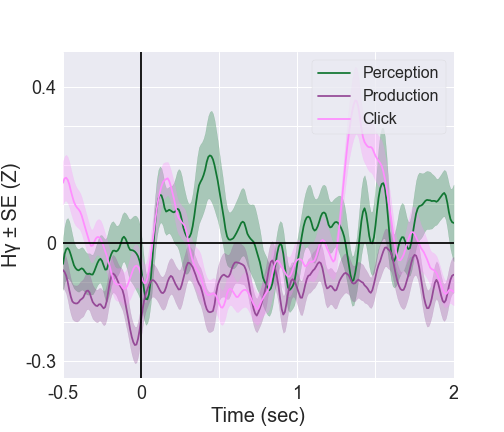 Perception
Production
Click
0.4
0
-0.3
Hγ ± SE (Z)
-0.5
0
1
2
Time (sec)